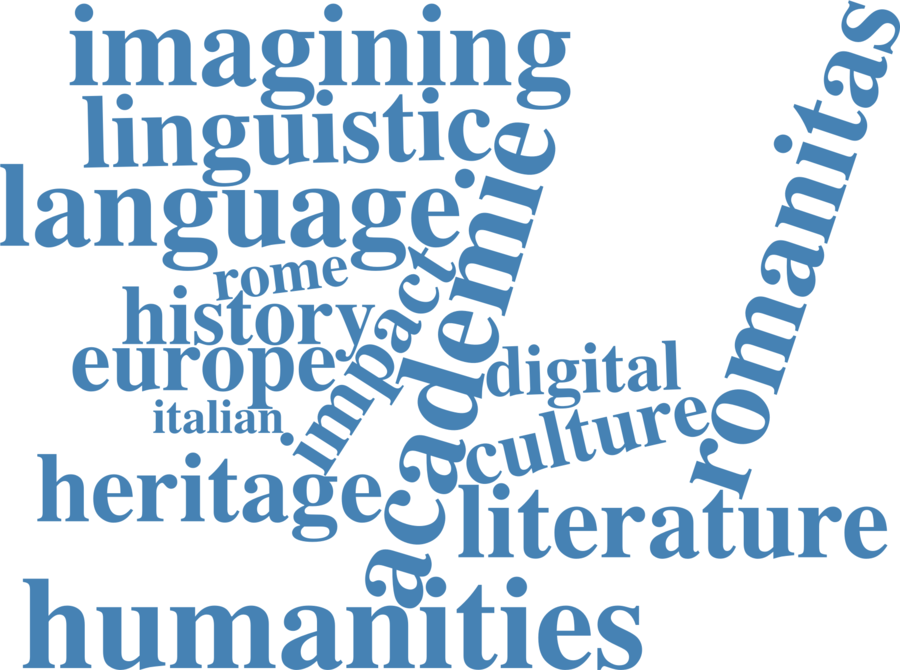 imagining
linguistic
language
rome
history
europe
italian
impact
academie
romanitas
digital
culture
heritage
literature
humanities